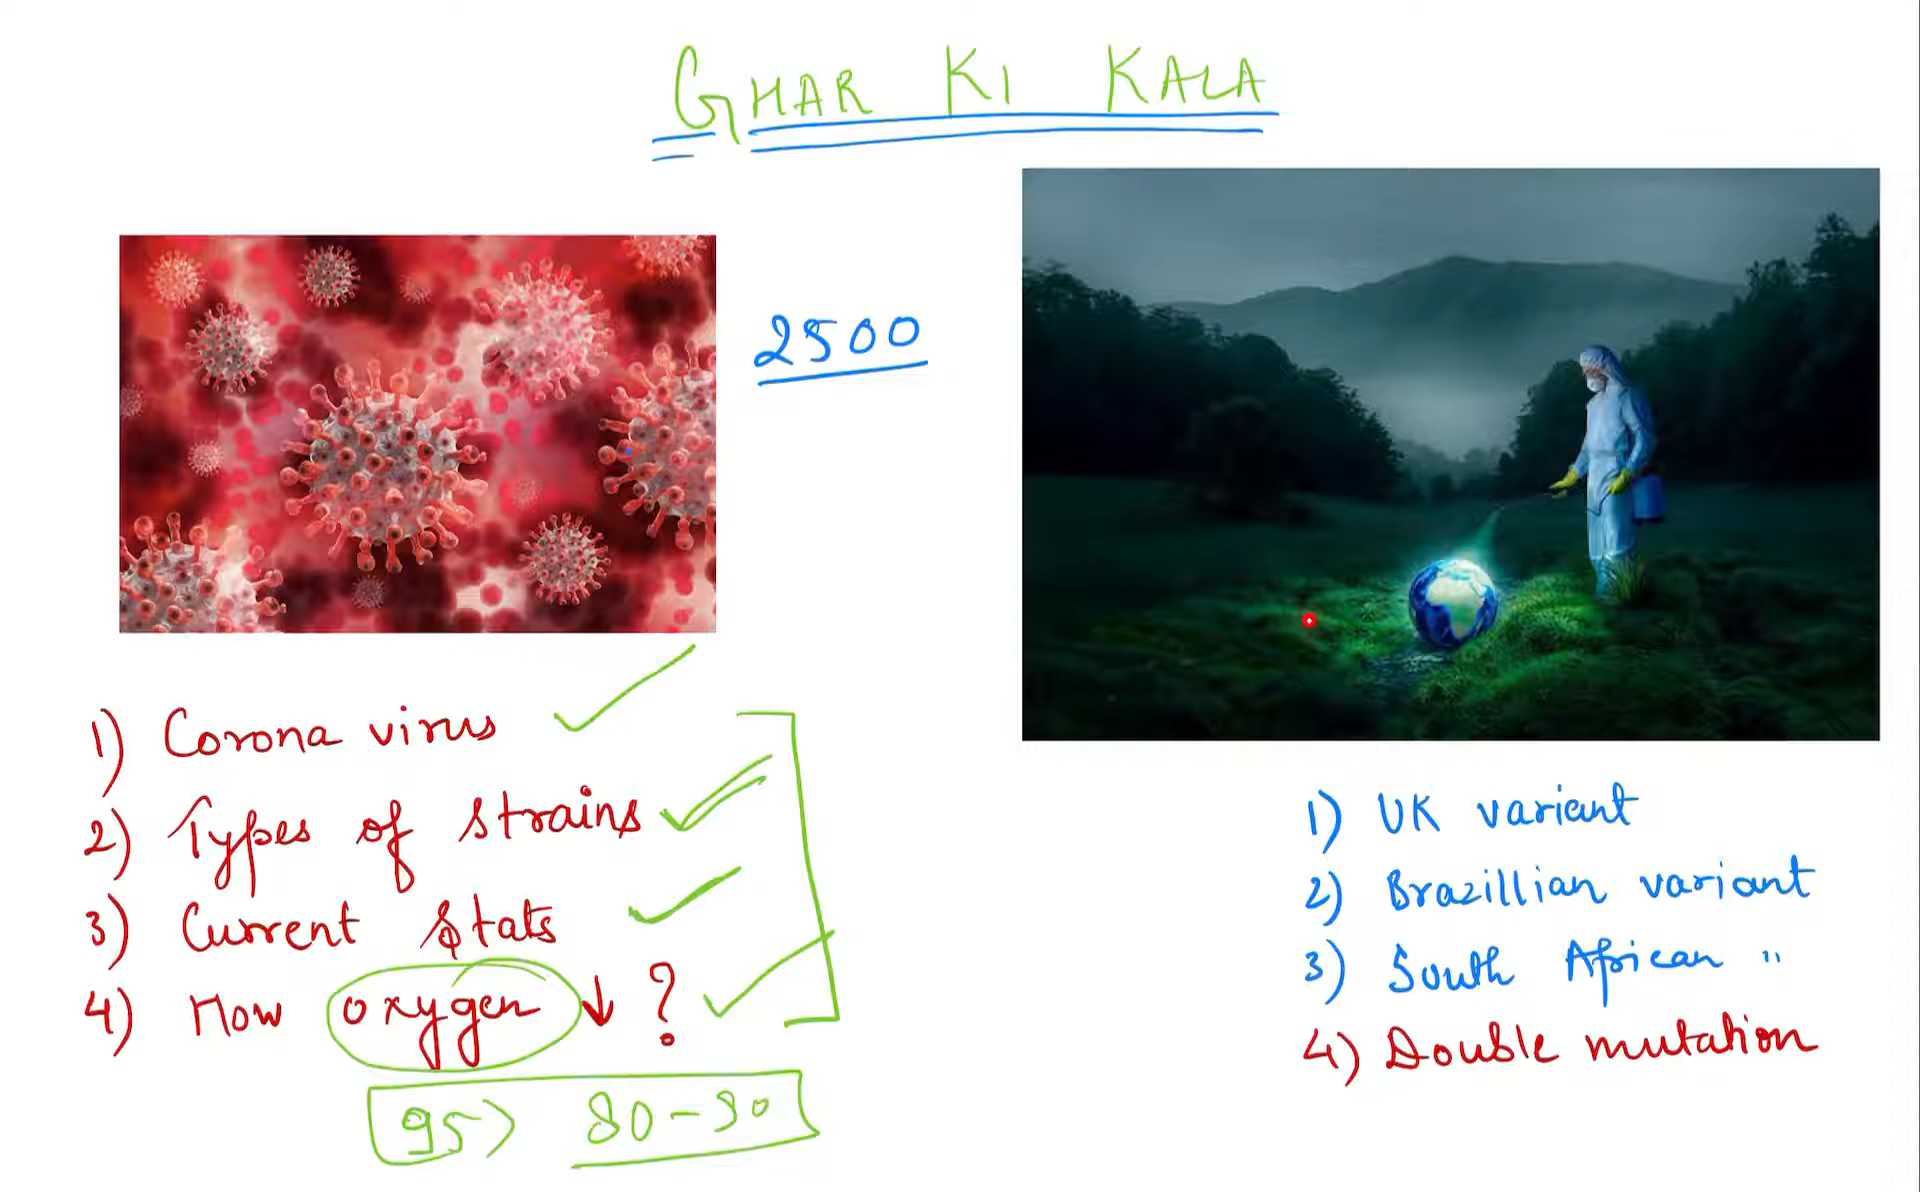 GHAR KI KALA
2500
1) Corona virus
2) Types of strains
3) Current stats
4) How oxygen ↓ ?
95> 80-90
1) UK variant
2) Brazillian variant
3) South African "
4) Double mutation